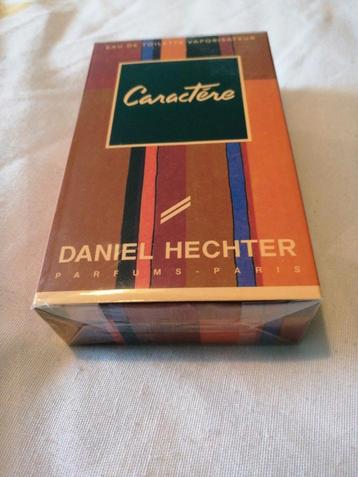 EAU DE TOILETTE VAPORISATEUR
Caractère
DANIEL HECHTER
PARFUMS - PARIS